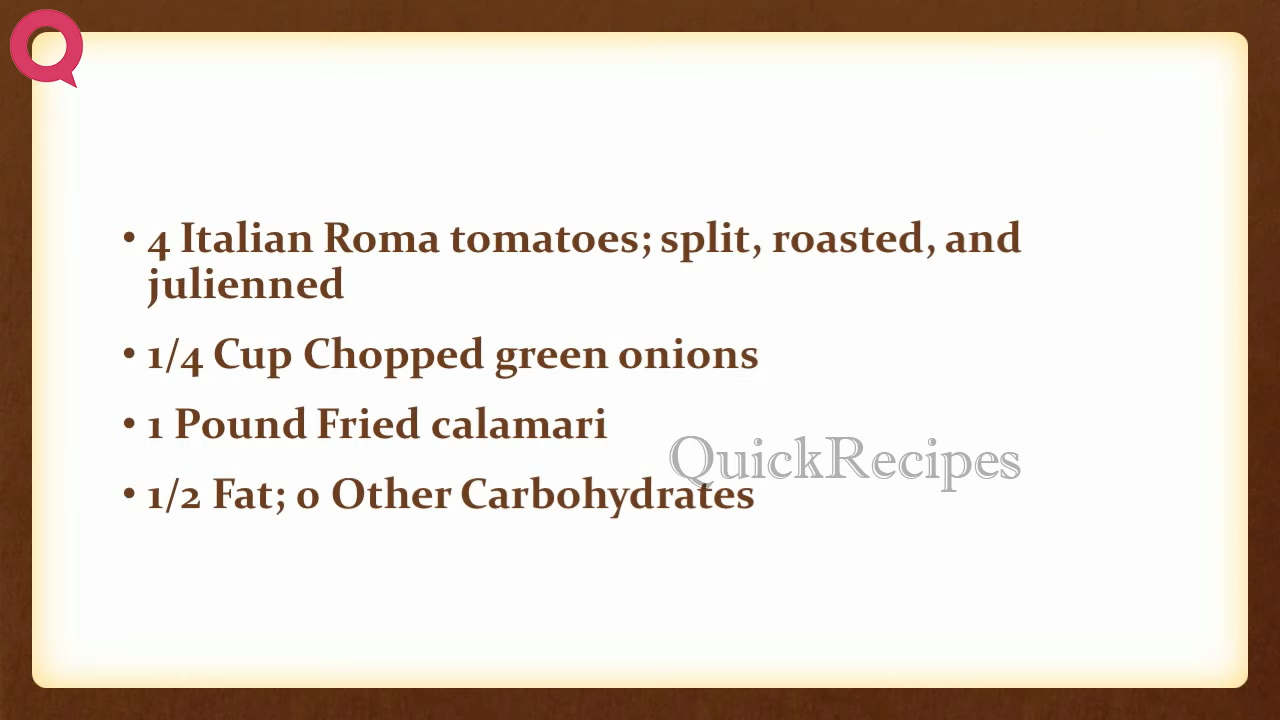 • 4 Italian Roma tomatoes; split, roasted, and
julienned
• 1/4 Cup Chopped green onions
• 1 Pound Fried calamari
QuickRecipes
• 1/2 Fat; 0 Other Carbohydrates